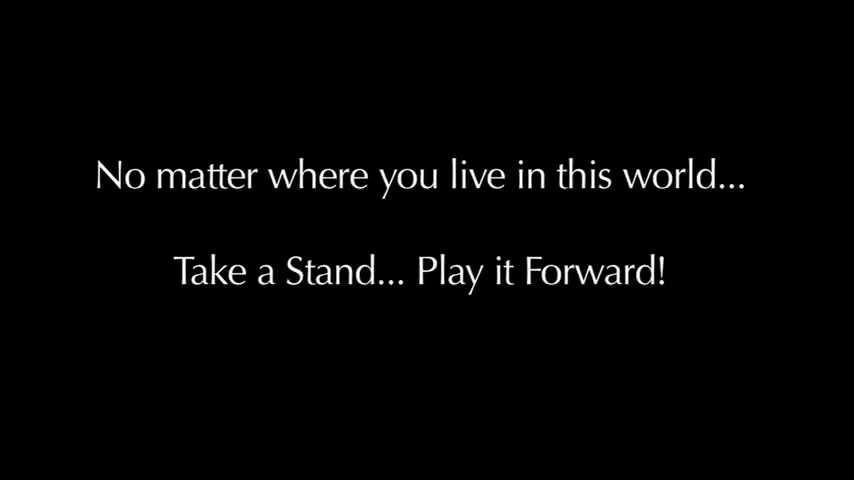 No matter where you live in this world...
Take a Stand... Play it Forward!